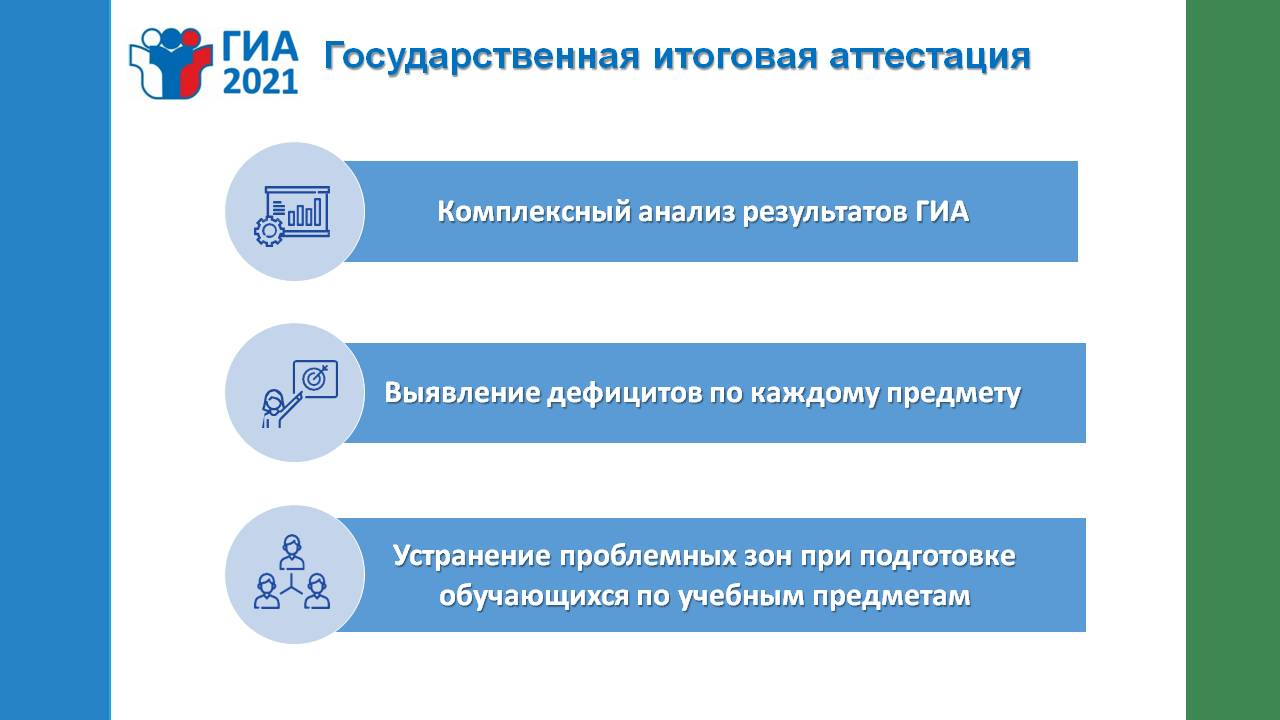 ГИА
2021
Государственная итоговая аттестация
Комплексный анализ результатов ГИА
Выявление дефицитов по каждому предмету
Устранение проблемных зон при подготовке
обучающихся по учебным предметам